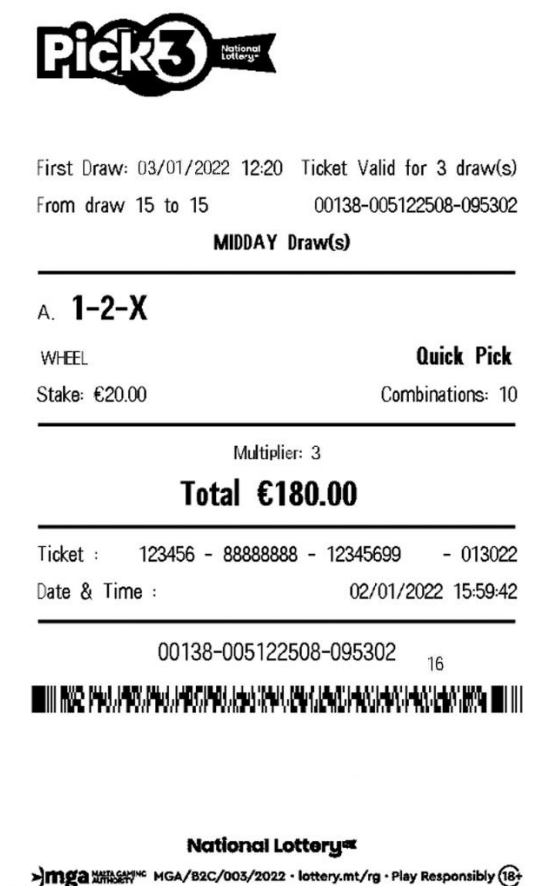 Pick3 National Lottery
First Draw: 03/01/2022 12:20 Ticket Valid for 3 draw(s)
From draw 15 to 15 00138-005122508-095302
MIDDAY Draw(s)
A. 1-2-X
WHEEL Quick Pick
Stake: €20.00 Combinations: 10
Multiplier: 3
Total €180.00
Ticket : 123456 - 88888888 - 12345699 - 013022
Date & Time : 02/01/2022 15:59:42
00138-005122508-095302 16
National Lottery
mga MALTA GAMING AUTHORITY MGA/B2C/003/2022 · lottery.mt/rg · Play Responsibly 18+